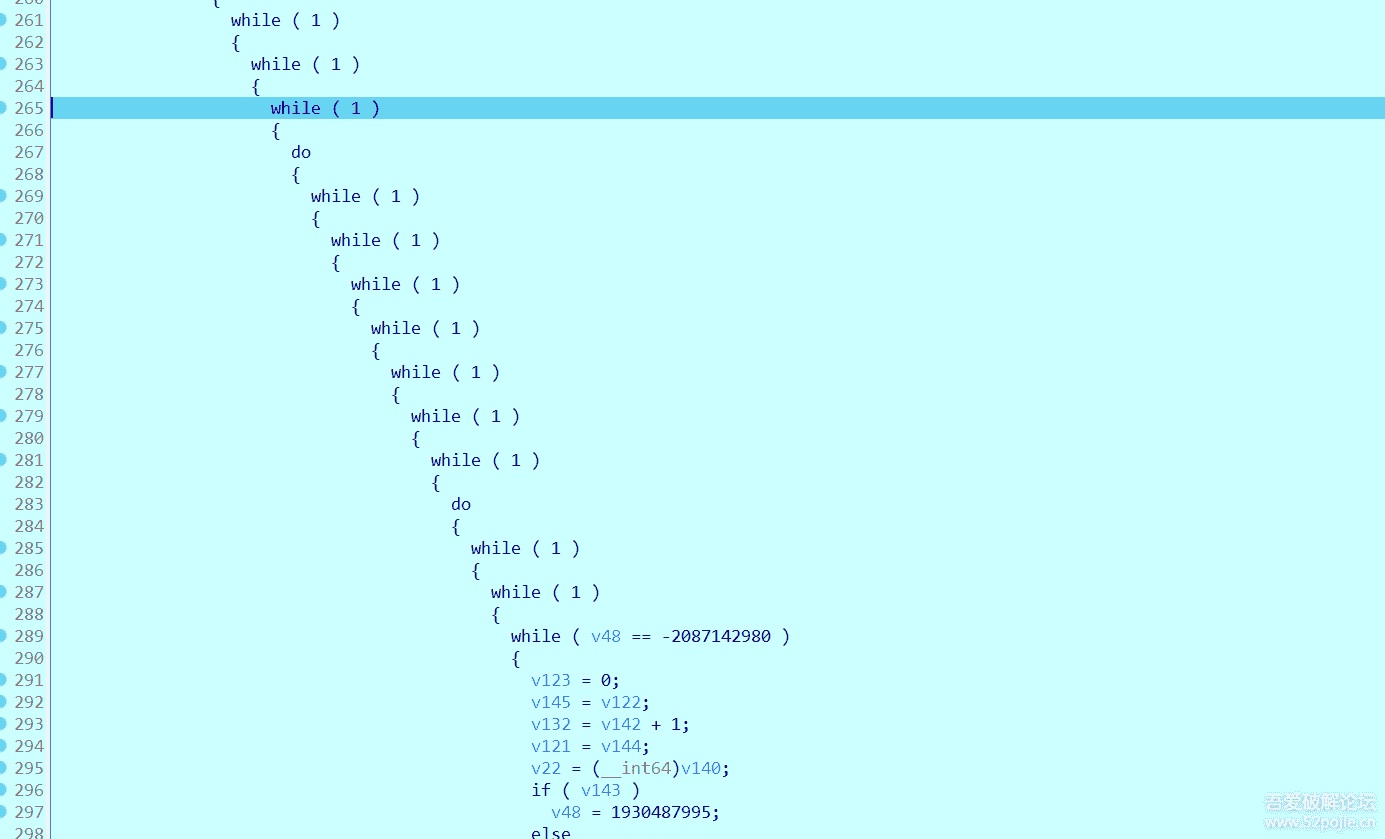 260 {
261 while ( 1 )
262 {
263 while ( 1 )
264 {
265 while ( 1 )
266 {
267 do
268 {
269 while ( 1 )
270 {
271 while ( 1 )
272 {
273 while ( 1 )
274 {
275 while ( 1 )
276 {
277 while ( 1 )
278 {
279 while ( 1 )
280 {
281 while ( 1 )
282 {
283 do
284 {
285 while ( 1 )
286 {
287 while ( 1 )
288 {
289 while ( v48 == -2087142980 )
290 {
291 v123 = 0;
292 v145 = v122;
293 v132 = v142 + 1;
294 v121 = v144;
295 v22 = (__int64)v140;
296 if ( v143 )
297 v48 = 1930487995;
298 else
吾爱破解论坛
www.52pojie.cn